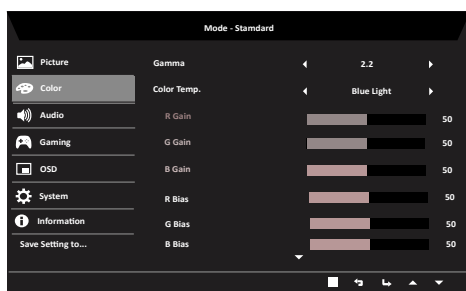 Mode - Stamdard
Picture
Gamma
2.2
Color
Color Temp.
Blue Light
Audio
R Gain
50
Gaming
G Gain
50
OSD
B Gain
50
System
R Bias
50
Information
G Bias
50
Save Setting to...
B Bias
50